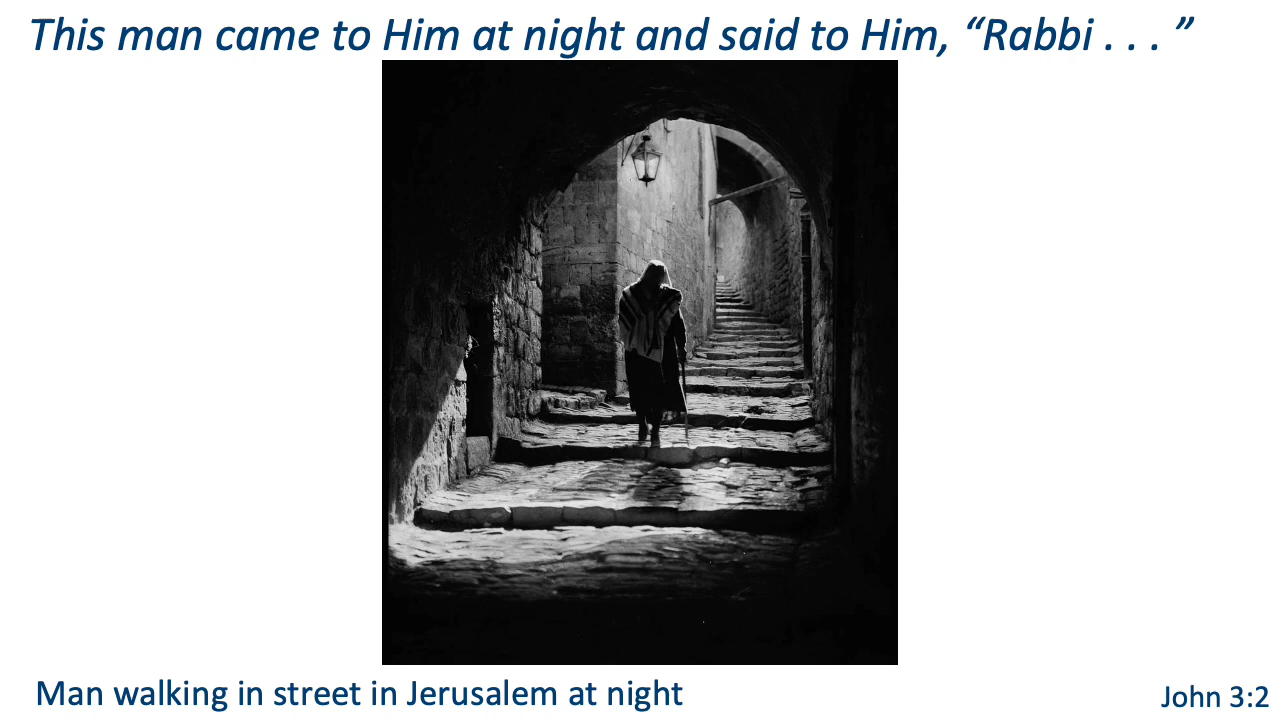 This man came to Him at night and said to Him, “Rabbi . . . ”
Man walking in street in Jerusalem at night
John 3:2